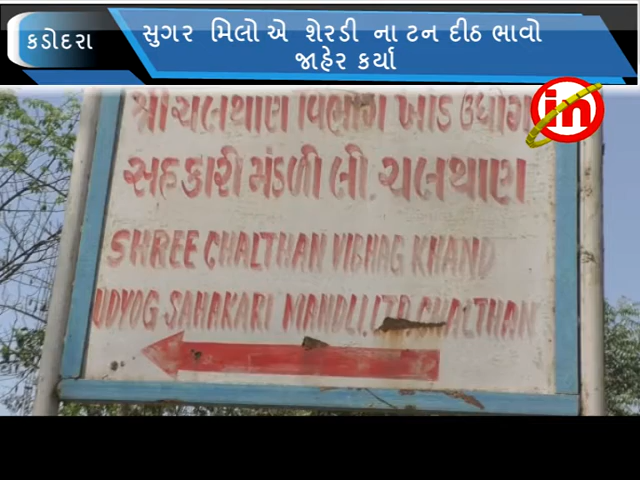 કડોદરા
સુગર મિલો એ શેરડી ના ટન દીઠ ભાવો
જાહેર કર્યા
in
શ્રી ચલથાણ વિભાગ ખાંડ ઉદ્યોગ
સહકારી મંડળી લી. ચલથાણ
SHREE CHALTHAN VIBHAG KHAND
UDYOG SAHAKARI MANDLI.LTD. CHALTHAN